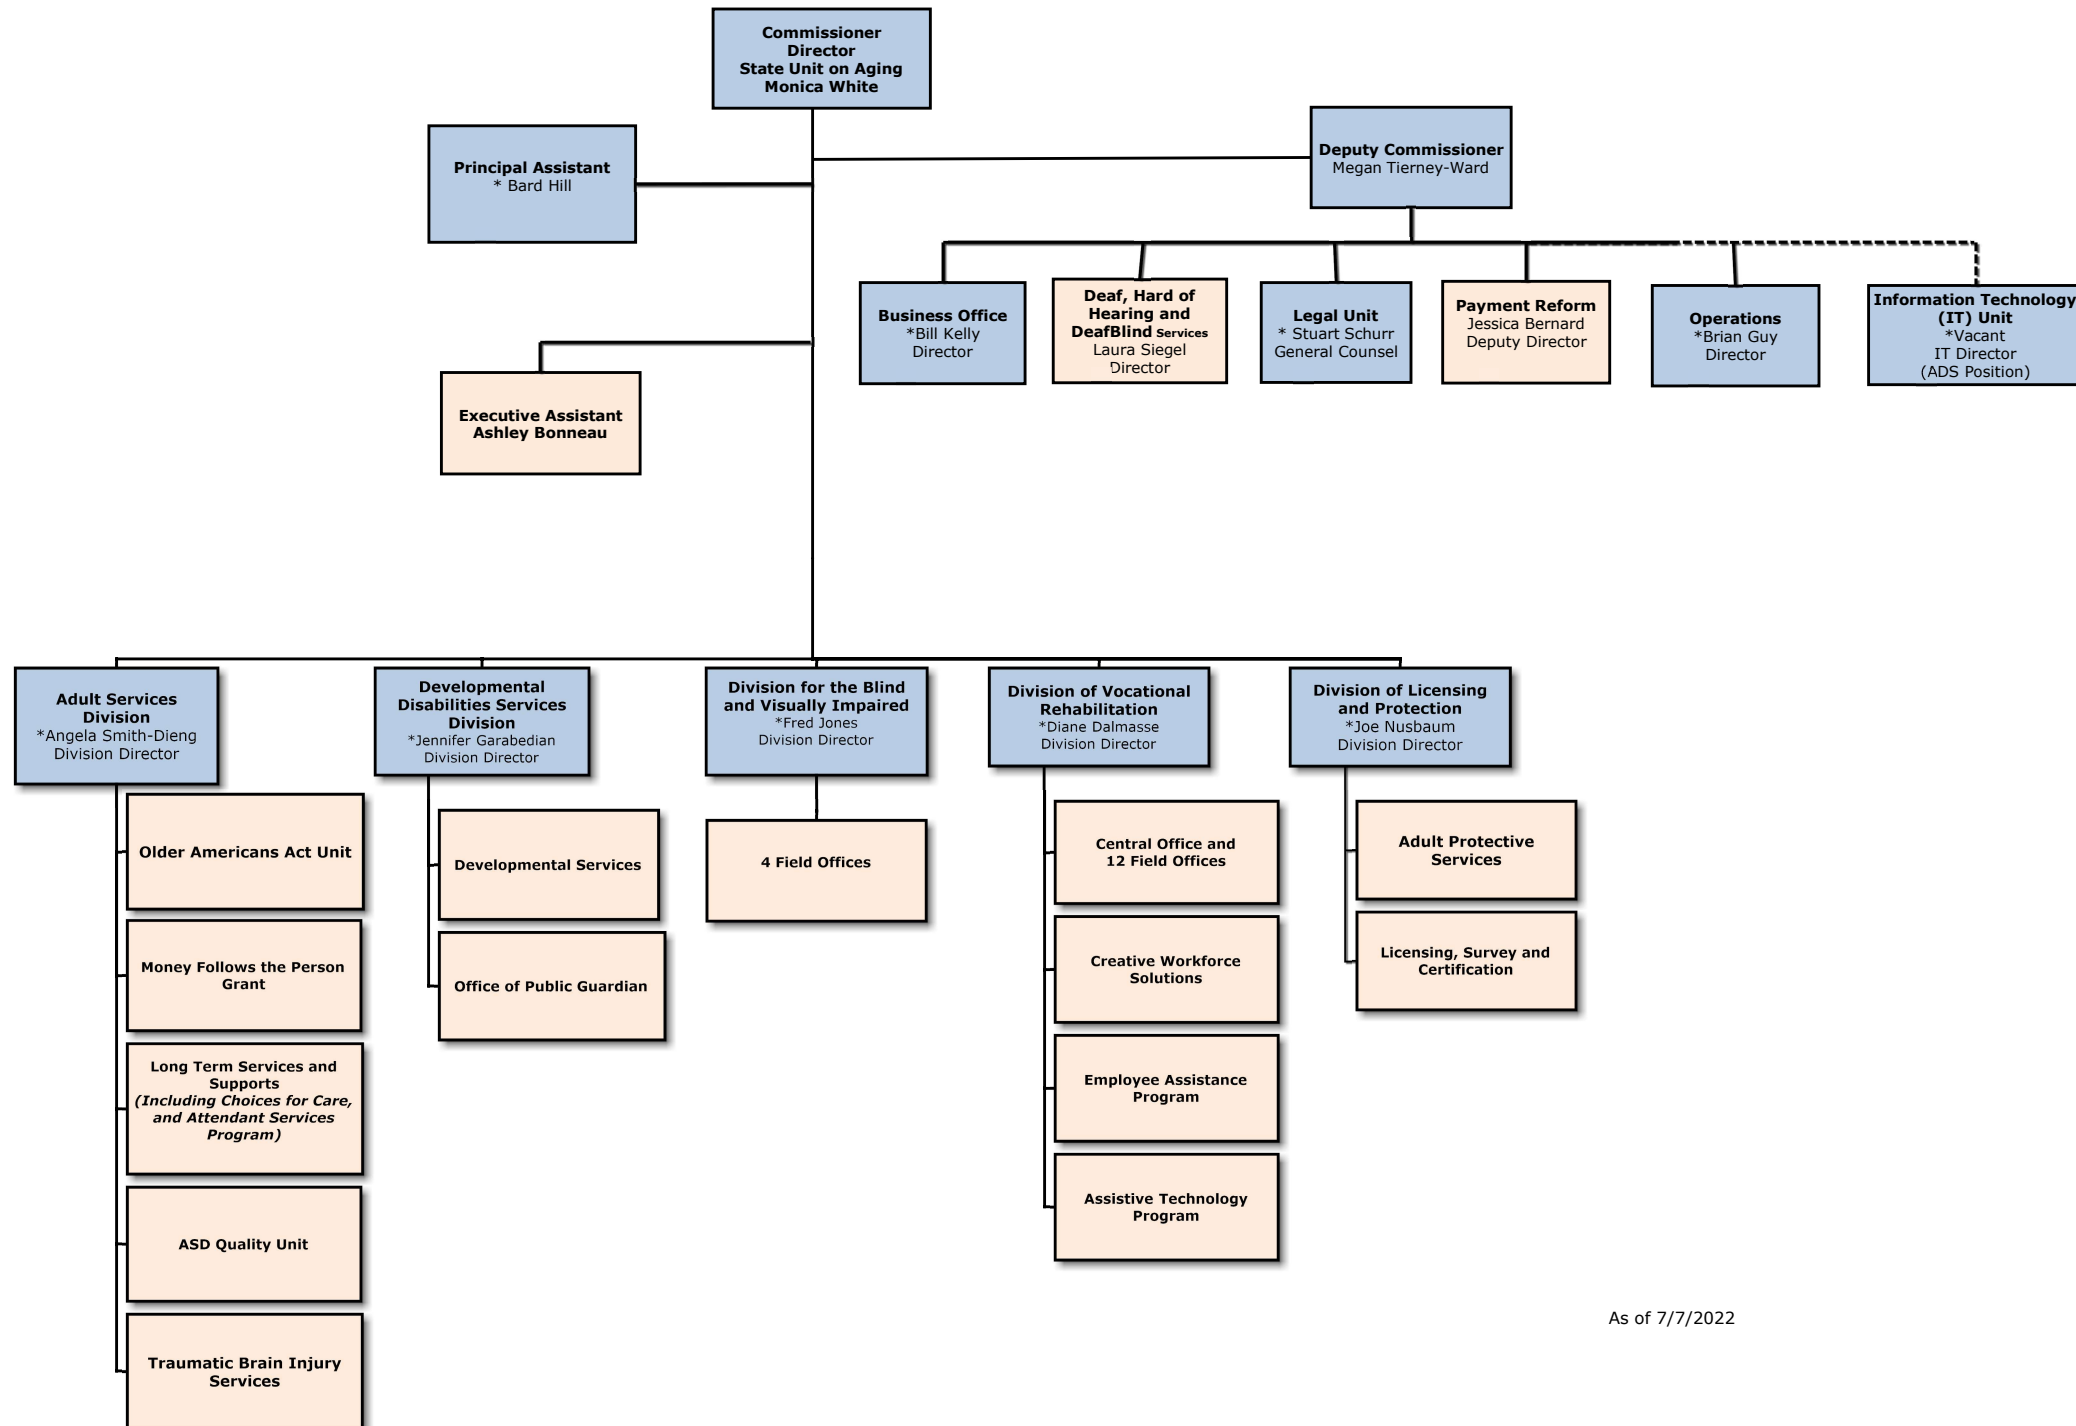 Commissioner
Director
State Unit on Aging
Monica White
Principal Assistant
* Bard Hill
Deputy Commissioner
Megan Tierney-Ward
Business Office
*Bill Kelly
Director
Deaf, Hard of
Hearing and
DeafBlind Services
Laura Siegel
Director
Legal Unit
* Stuart Schurr
General Counsel
Payment Reform
Jessica Bernard
Deputy Director
Operations
*Brian Guy
Director
Information Technology
(IT) Unit
*Vacant
IT Director
(ADS Position)
Executive Assistant
Ashley Bonneau
Adult Services
Division
*Angela Smith-Dieng
Division Director
Developmental
Disabilities Services
Division
*Jennifer Garabedian
Division Director
Division for the Blind
and Visually Impaired
*Fred Jones
Division Director
Division of Vocational
Rehabilitation
*Diane Dalmasse
Division Director
Division of Licensing
and Protection
*Joe Nusbaum
Division Director
Older Americans Act Unit
Money Follows the Person
Grant
Long Term Services and
Supports
(Including Choices for Care,
and Attendant Services
Program)
ASD Quality Unit
Traumatic Brain Injury
Services
Developmental Services
Office of Public Guardian
4 Field Offices
Central Office and
12 Field Offices
Creative Workforce
Solutions
Employee Assistance
Program
Assistive Technology
Program
Adult Protective
Services
Licensing, Survey and
Certification
As of 7/7/2022